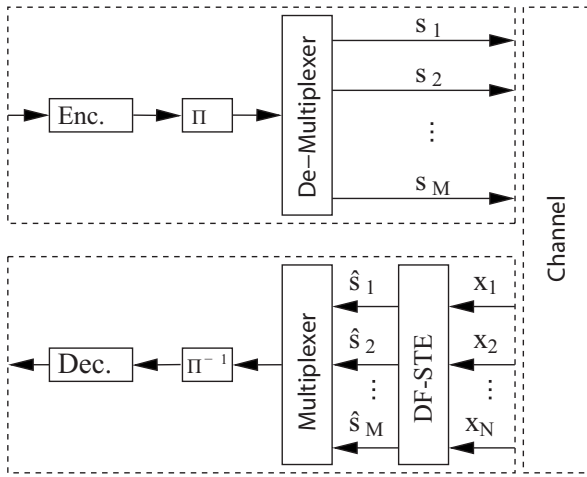 Enc.
Π
De-Multiplexer
s 1
s 2
...
s M
Channel
Dec.
Π− 1
Multiplexer
ŝ 1
ŝ 2
...
ŝ M
DF-STE
x1
x2
...
xN